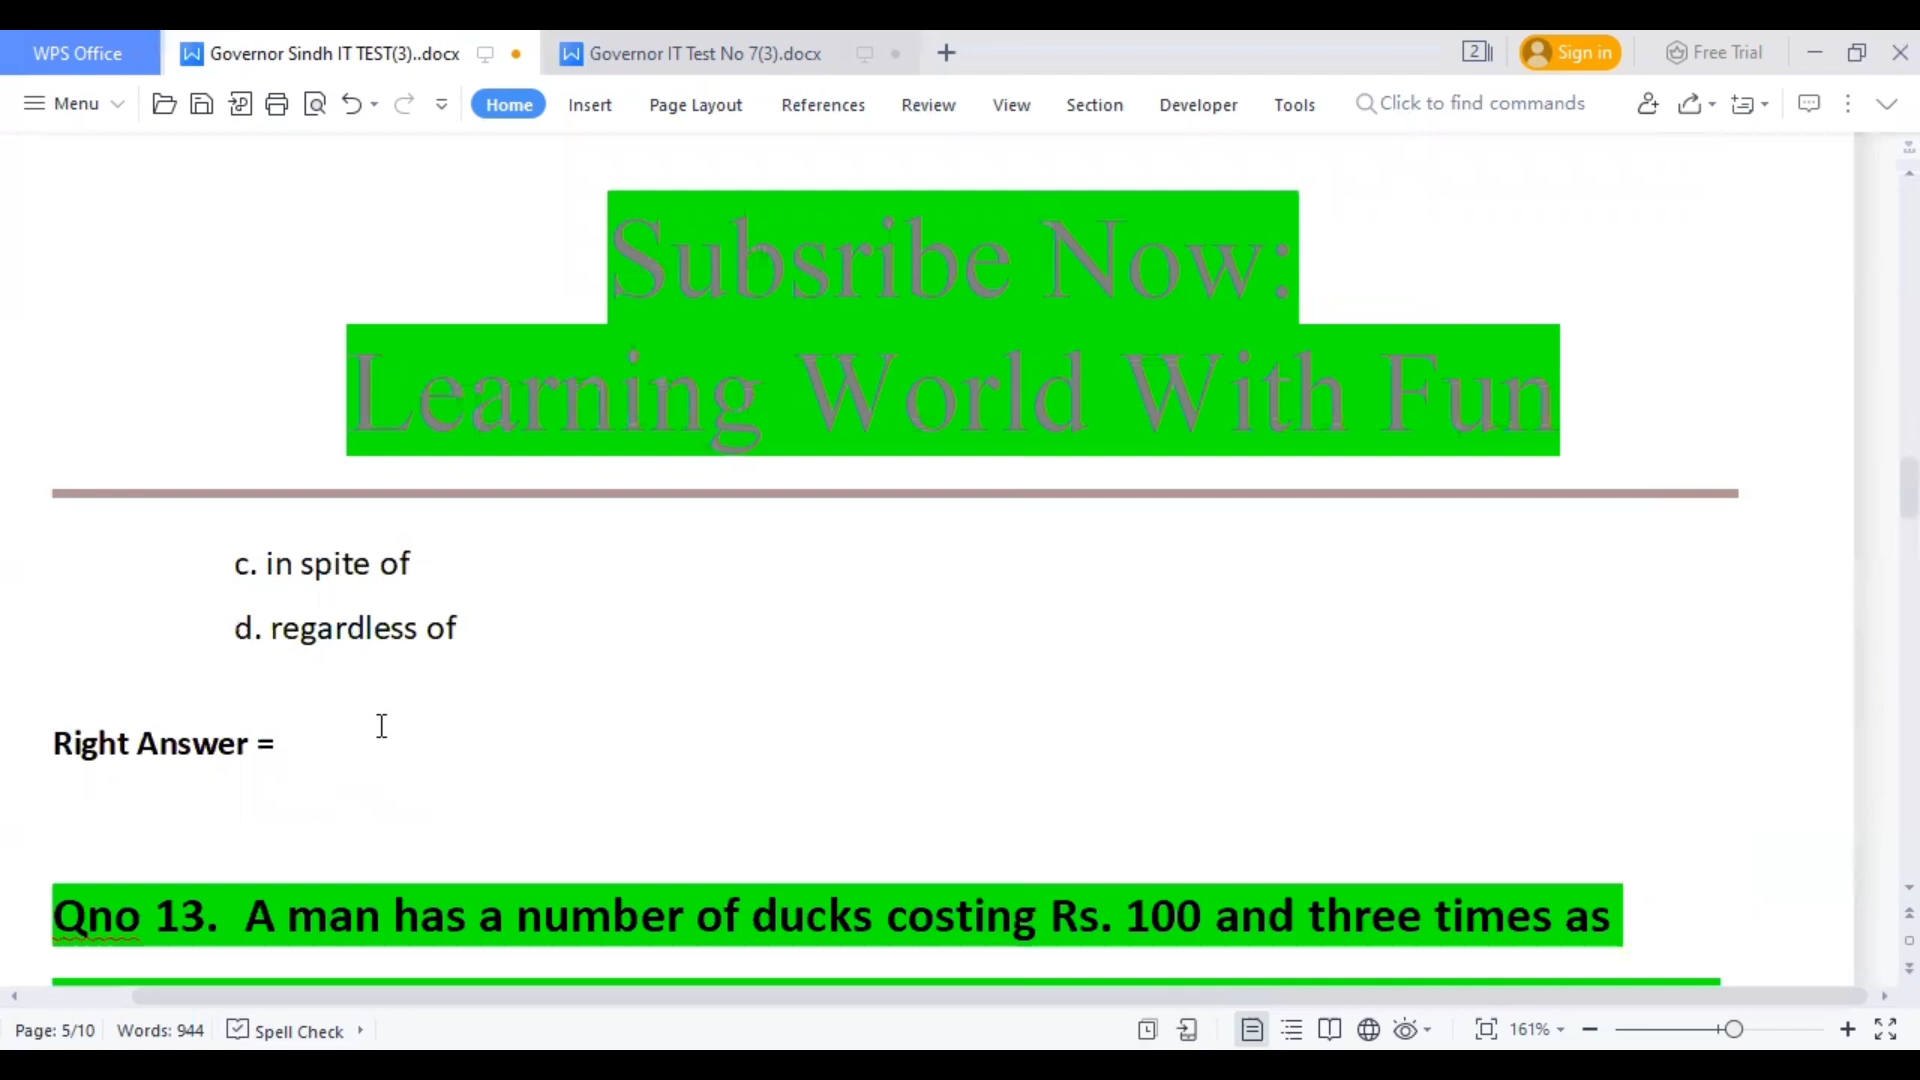 WPS Office
Governor Sindh IT TEST(3)..docx
Governor IT Test No 7(3).docx
2
Sign in
Free Trial
Menu
Home
Insert
Page Layout
References
Review
View
Section
Developer
Tools
Click to find commands
Subsribe Now:
Learning World With Fun
c. in spite of
d. regardless of
Right Answer =
Qno 13. A man has a number of ducks costing Rs. 100 and three times as
Page: 5/10
Words: 944
Spell Check
161%